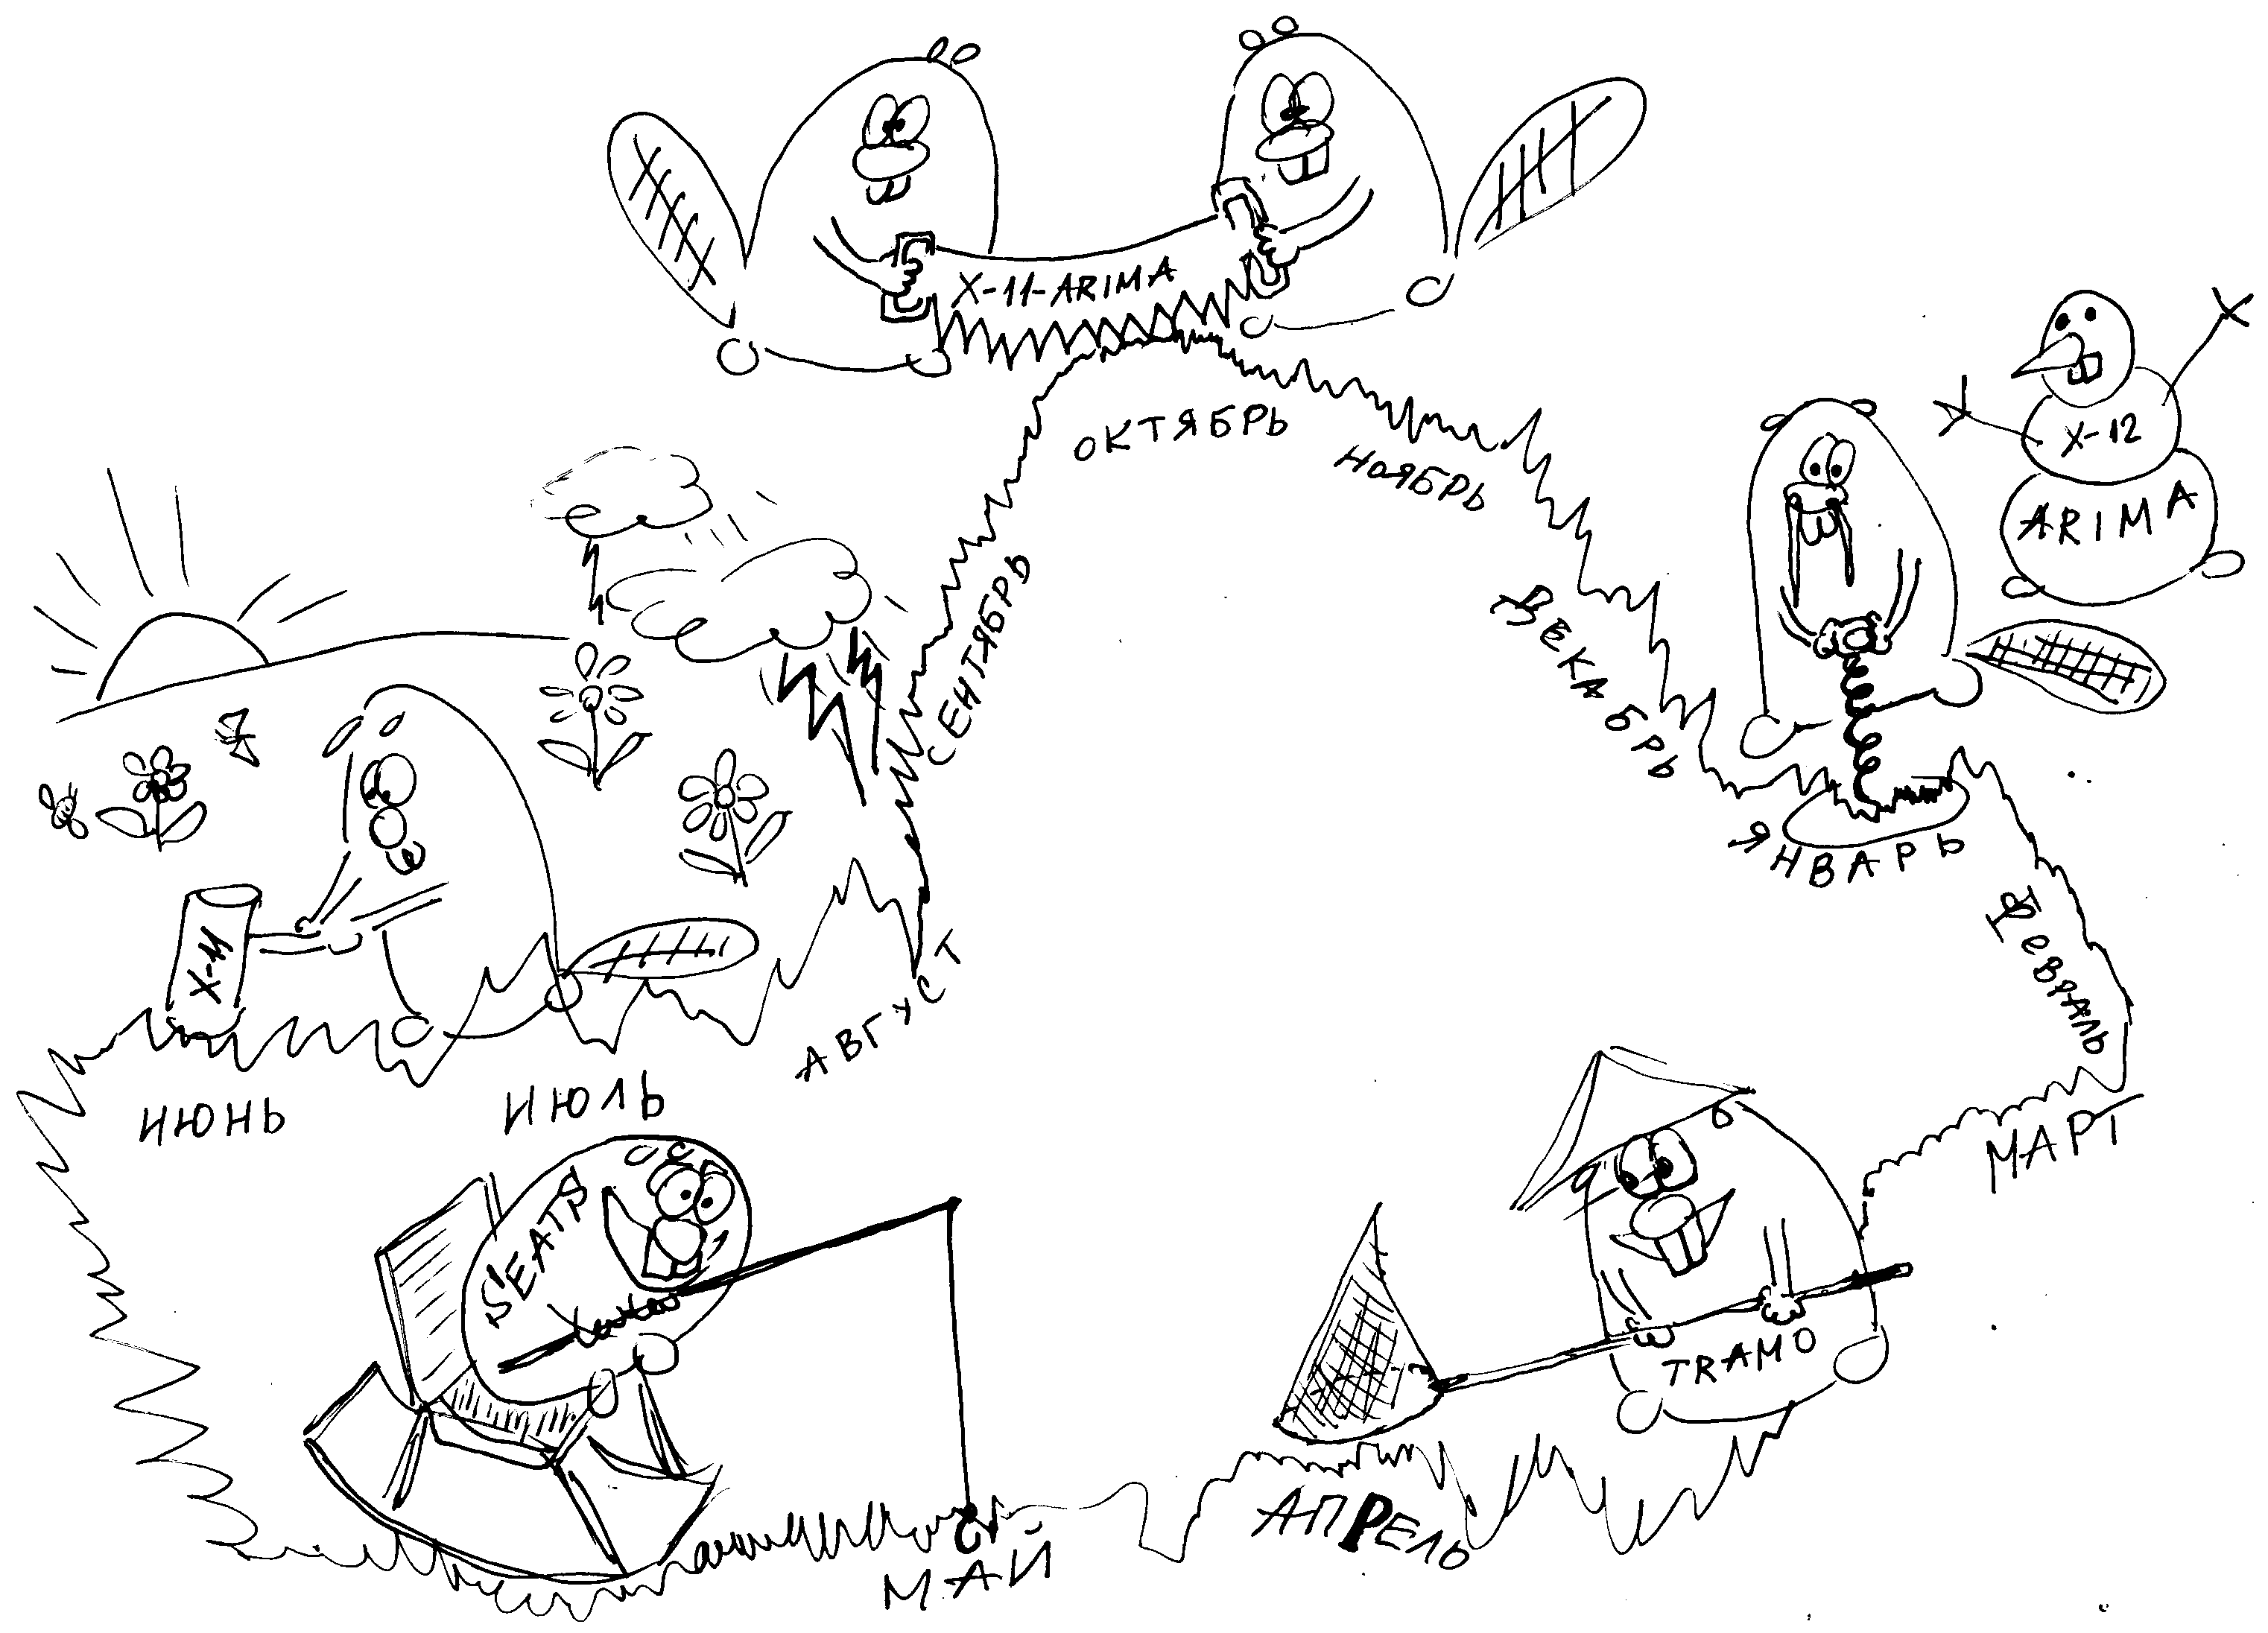 X-11-ARIMA
ОКТЯБРЬ
НОЯБРЬ
X-12
ARIMA
СЕНТЯБРЬ
ДЕКАБРЬ
ЯНВАРЬ
X-11
АВГУСТ
ФЕВРАЛЬ
ИЮНЬ
ИЮЛЬ
МАРТ
SEATS
TRAMO
АПРЕЛЬ
МАЙ